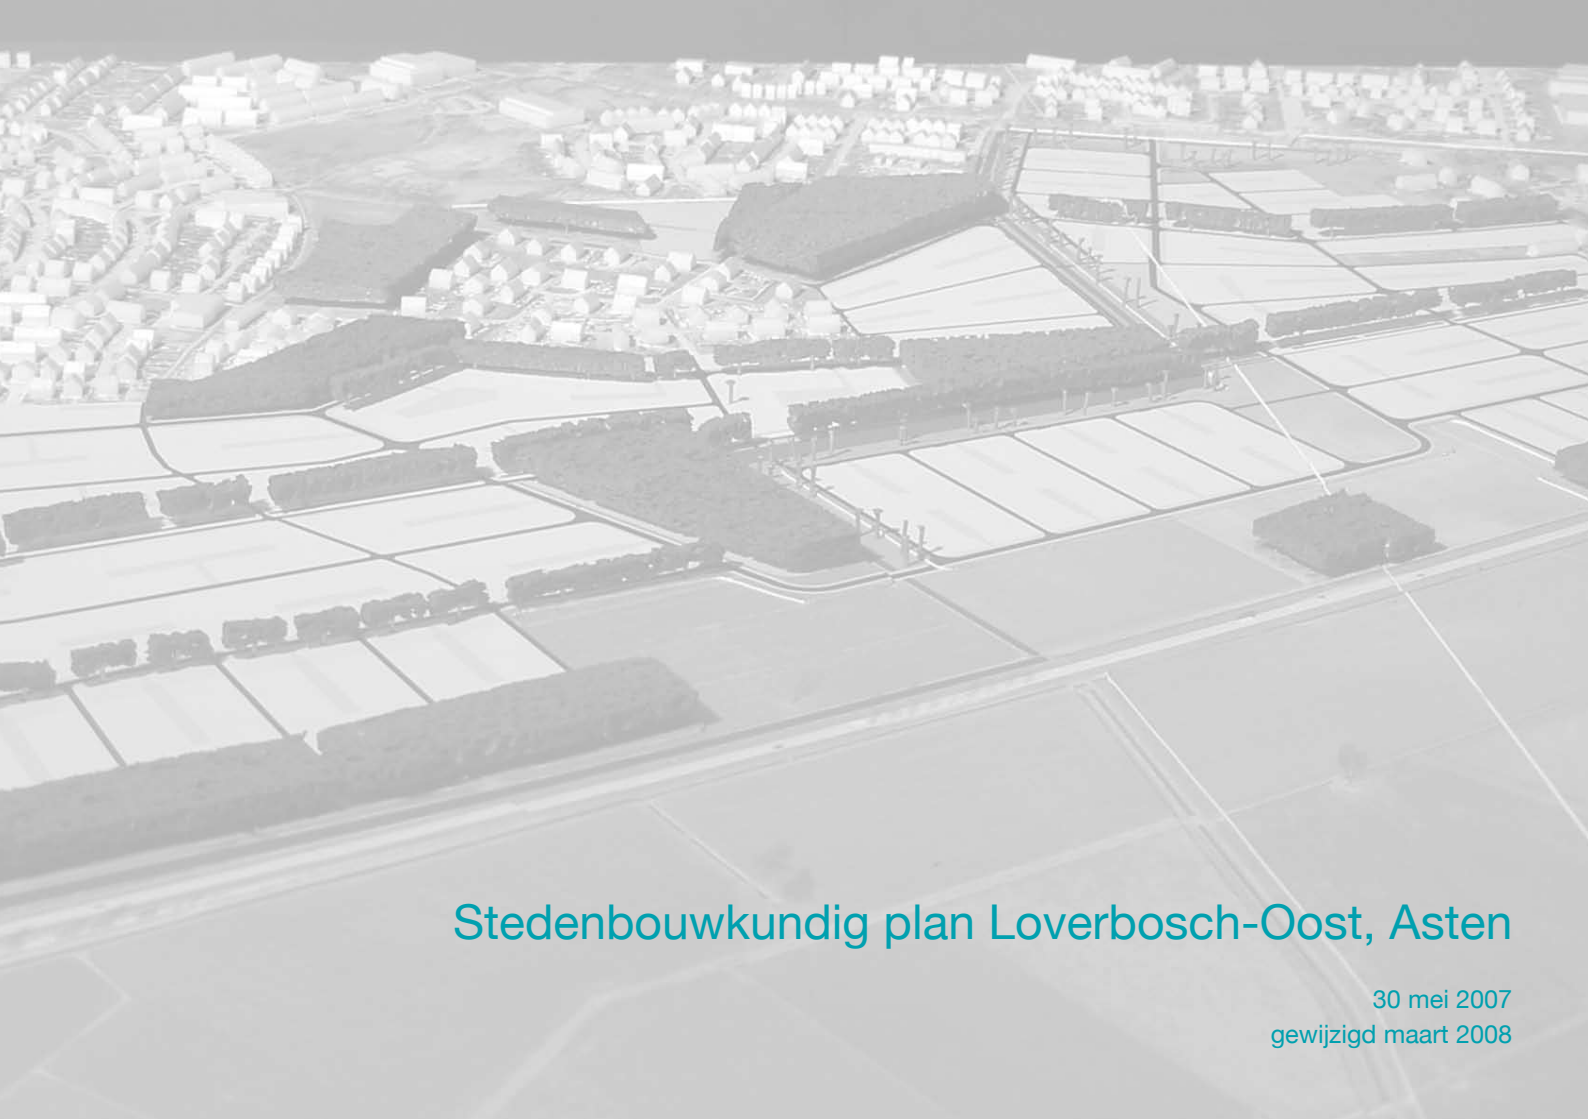 Stedenbouwkundig plan Loverbosch-Oost, Asten
30 mei 2007
gewijzigd maart 2008